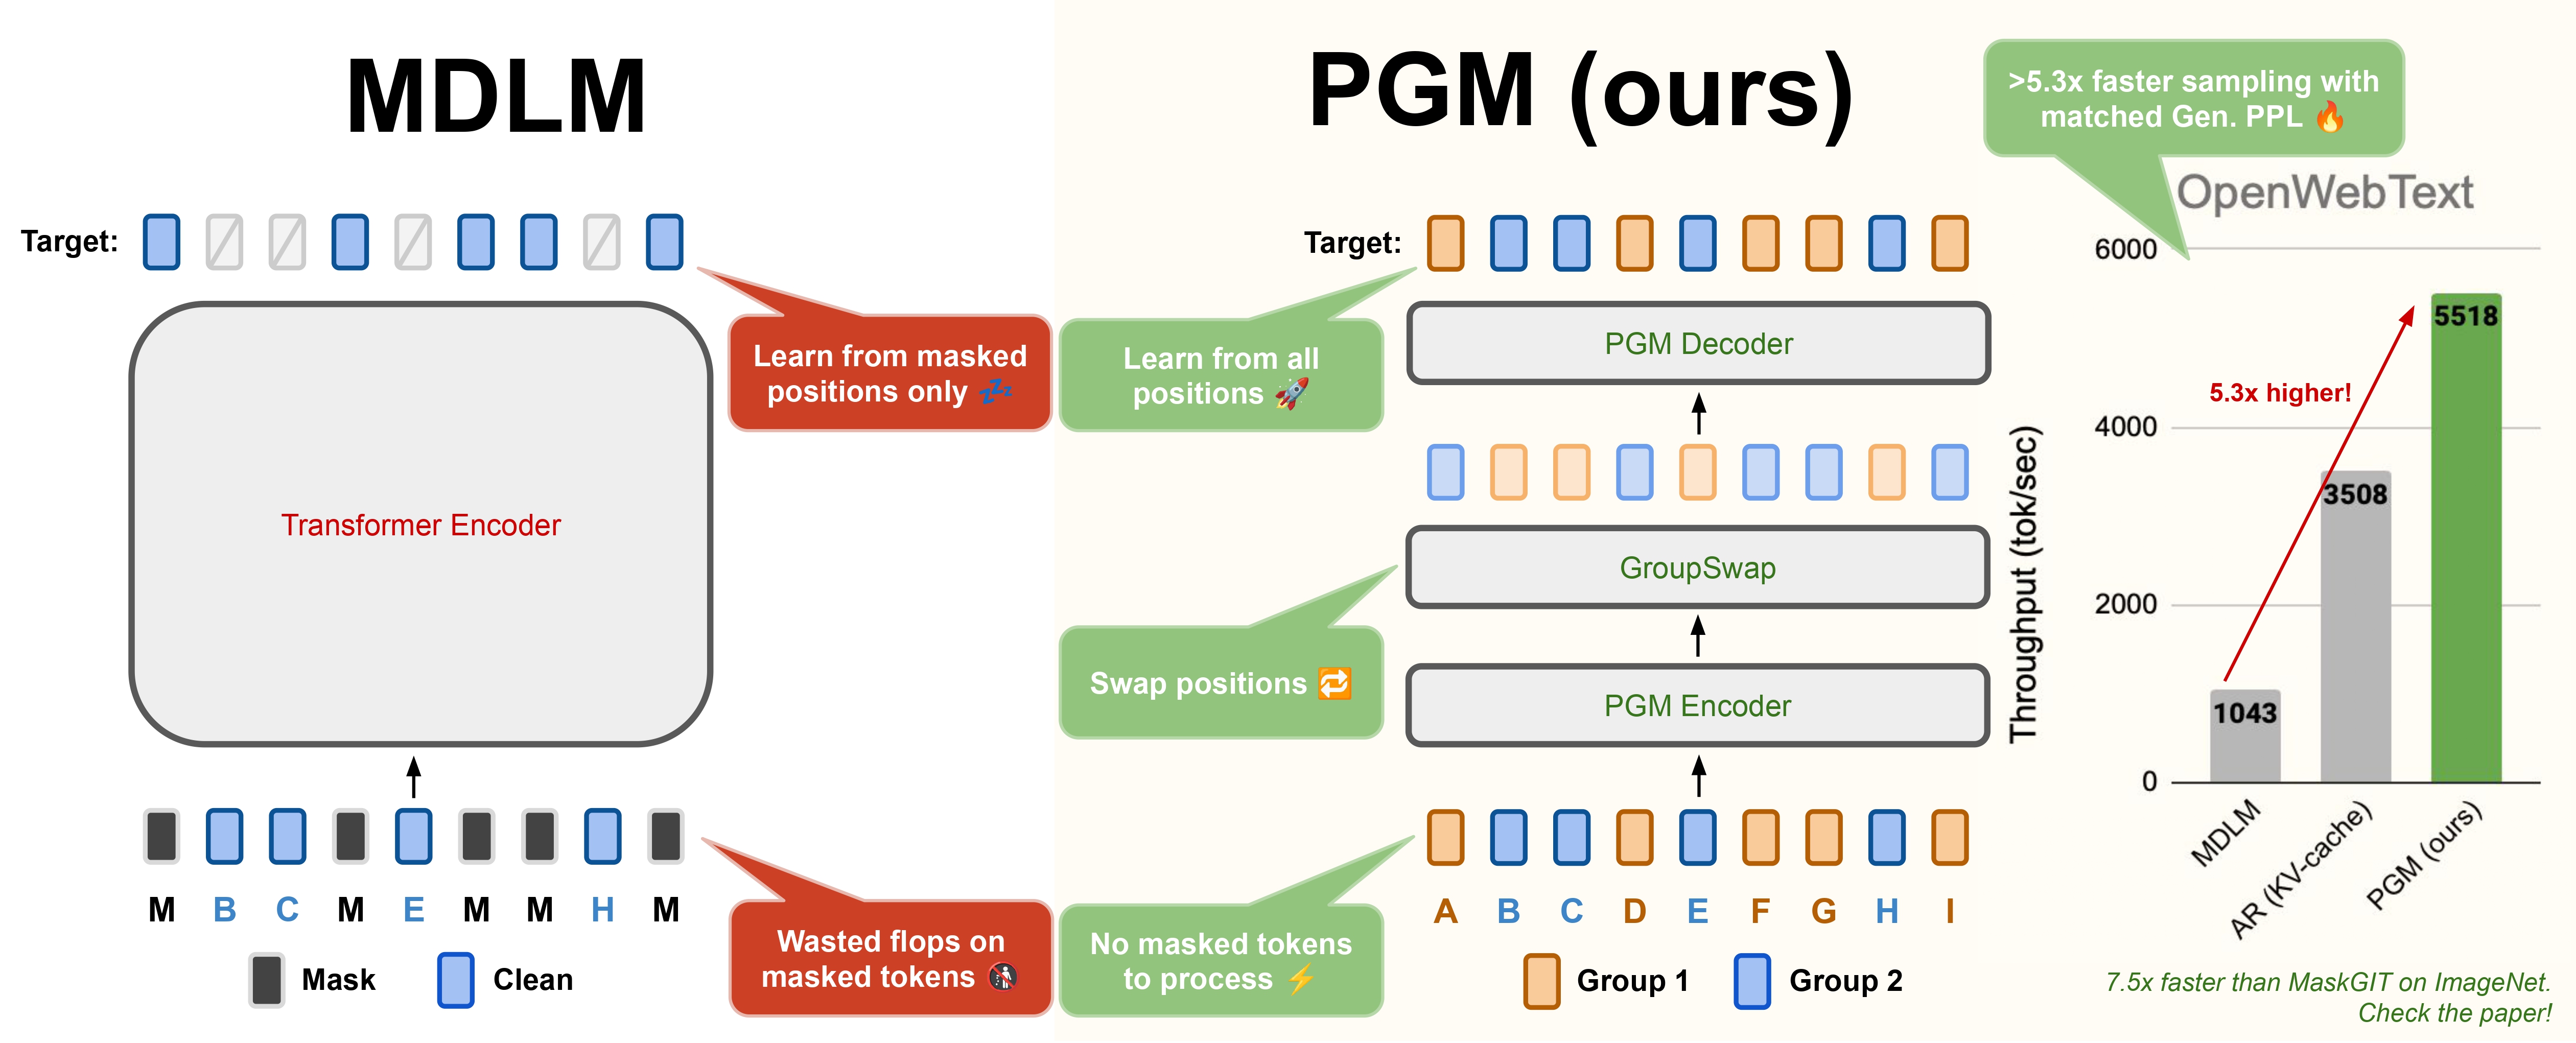 MDLM
Target:
Learn from masked
positions only 💤
Transformer Encoder
M B C M E M M H M
Wasted flops on
masked tokens 🚯
Mask Clean
PGM (ours)
Target:
Learn from all
positions 🚀
PGM Decoder
GroupSwap
Swap positions 🔁
PGM Encoder
A B C D E F G H I
No masked tokens
to process ⚡
Group 1 Group 2
>5.3x faster sampling with
matched Gen. PPL 🔥
OpenWebText
Throughput (tok/sec)
6000
4000
2000
0
5.3x higher!
1043
3508
5518
MDLM
AR (KV-cache)
PGM (ours)
7.5x faster than MaskGIT on ImageNet.
Check the paper!